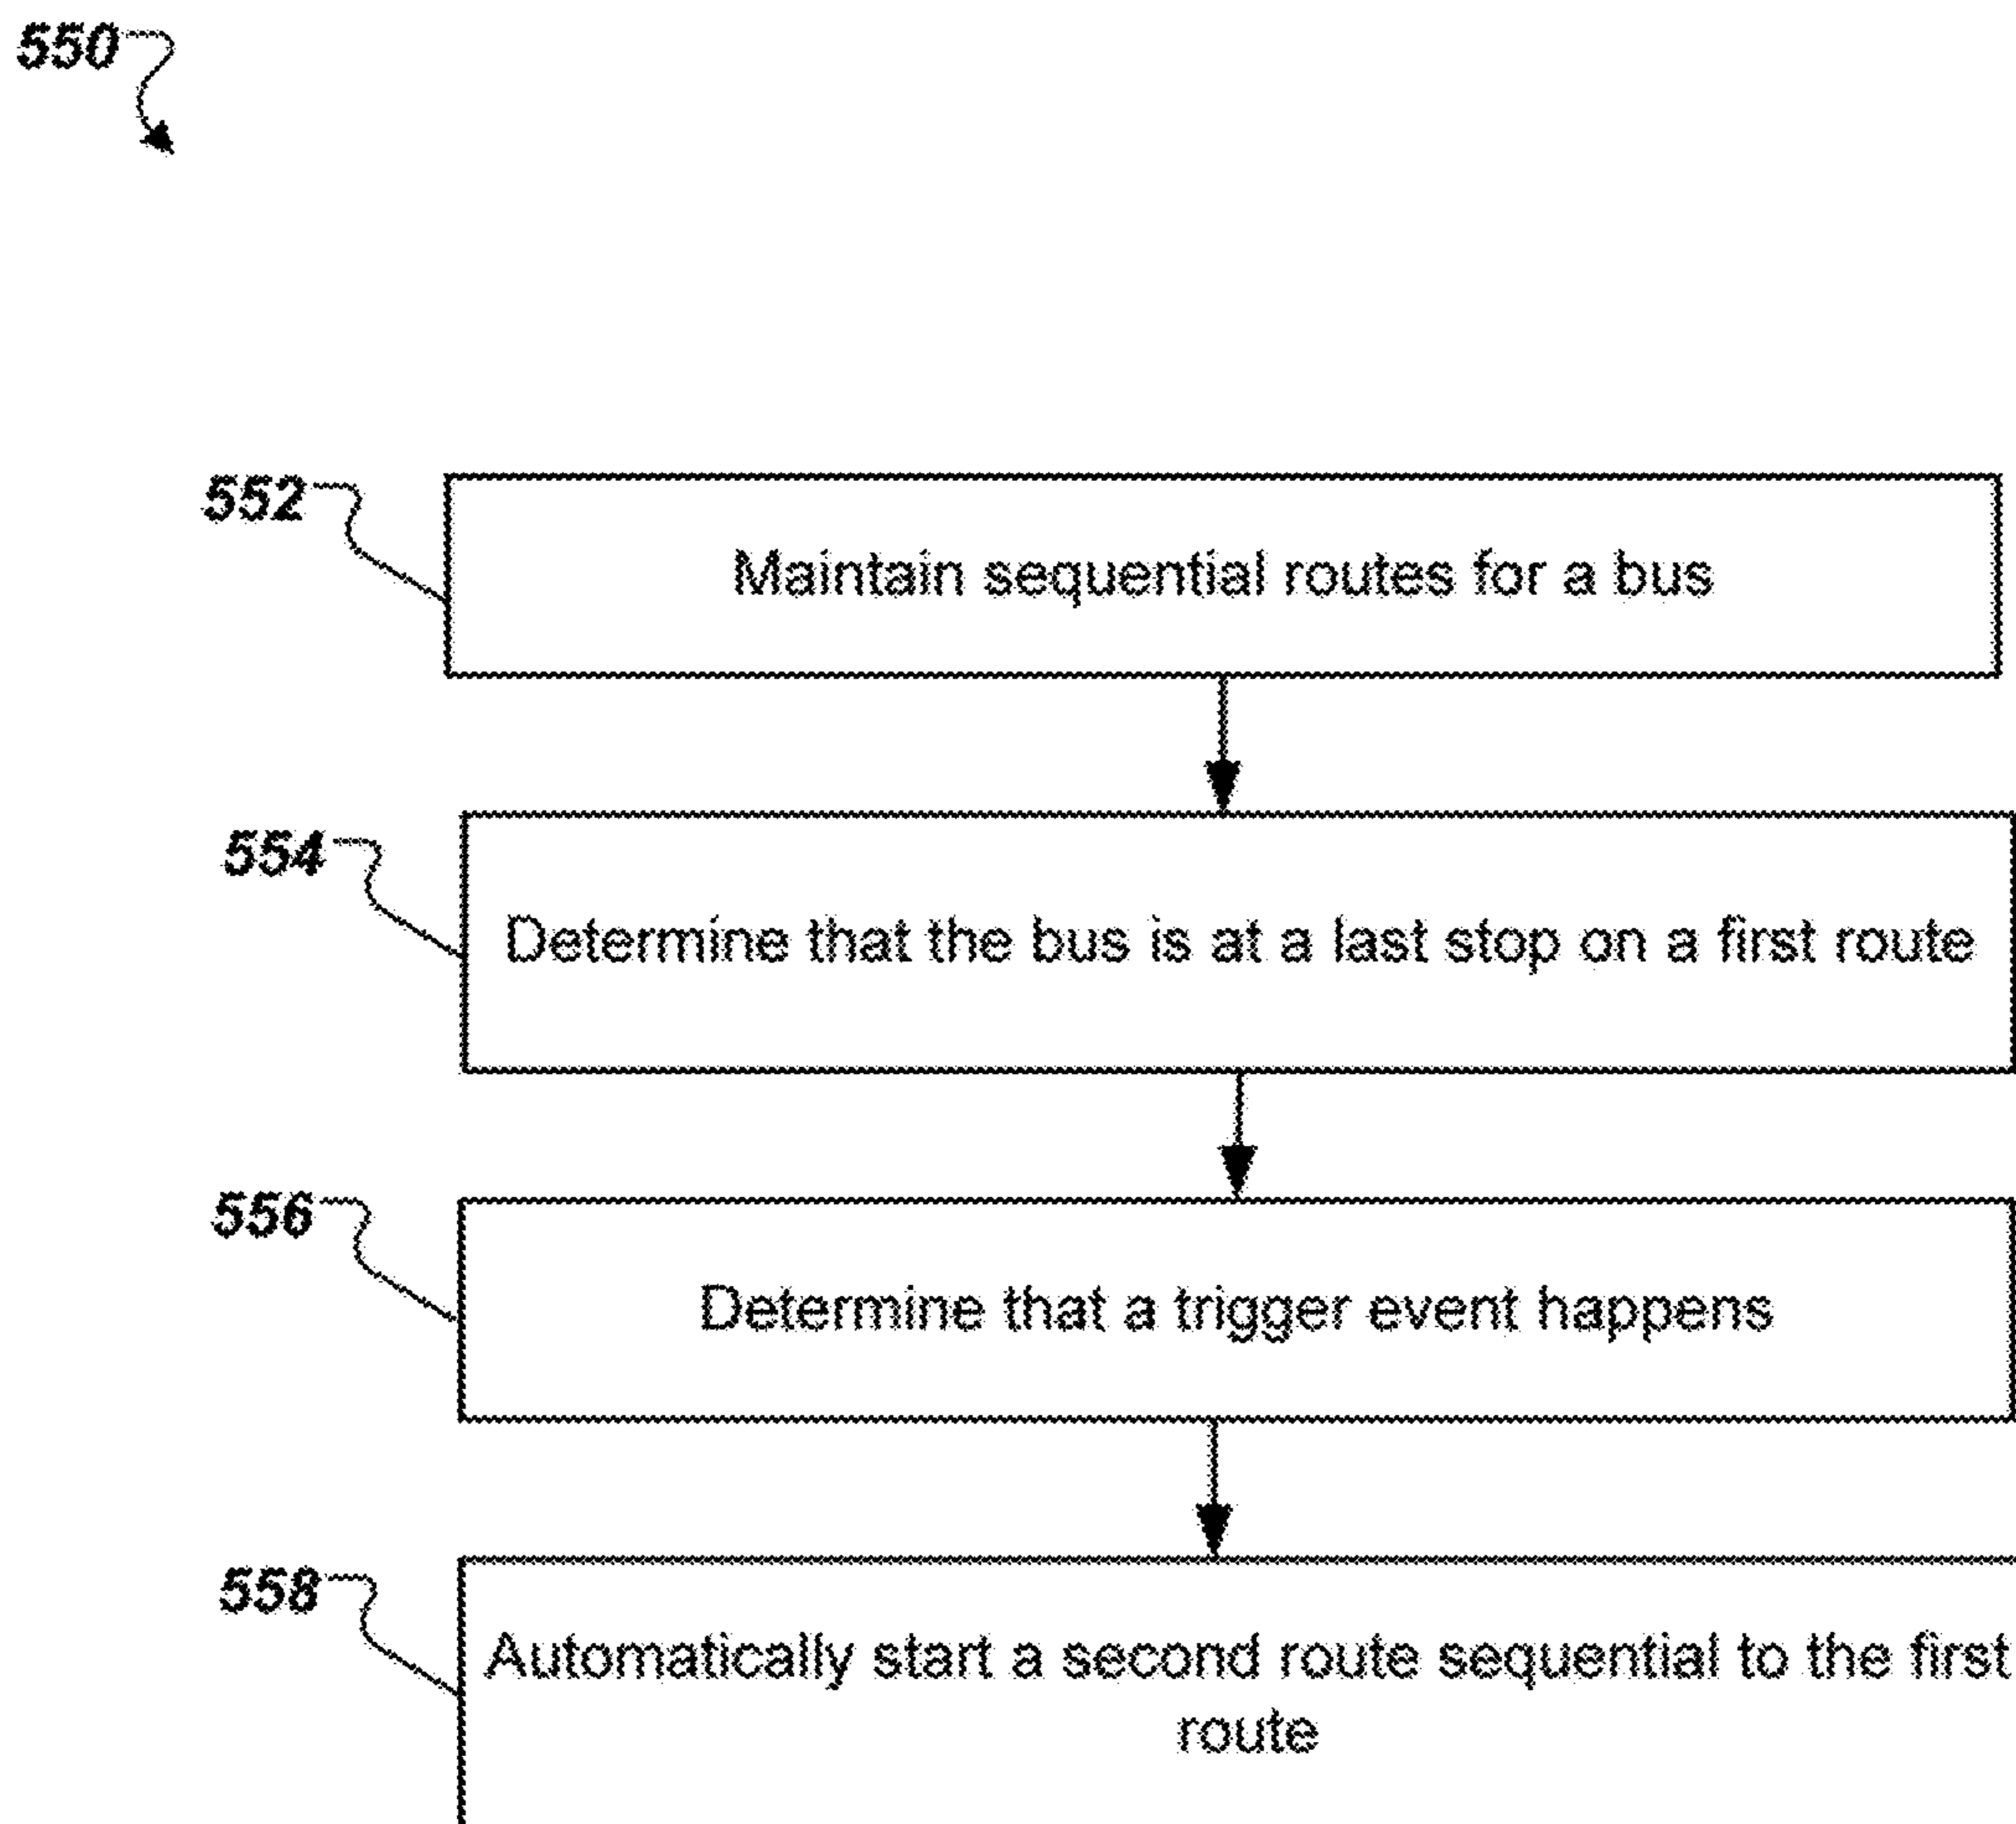 550
552
Maintain sequential routes for a bus
554
Determine that the bus is at a last stop on a first route
556
Determine that a trigger event happens
558
Automatically start a second route sequential to the first
route